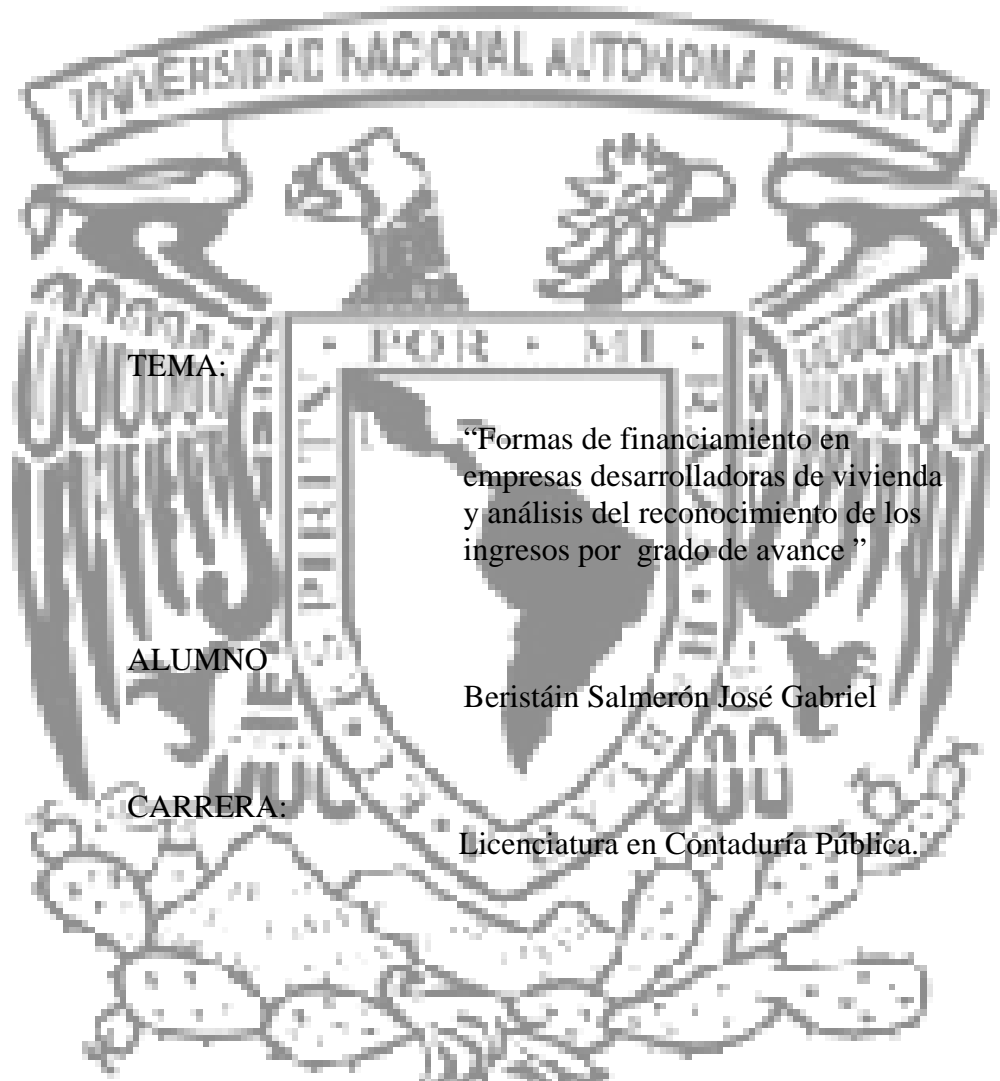 UNIVERSIDAD NACIONAL AUTONOMA D MEXICO
· POR · MI ·
TEMA:
“Formas de financiamiento en
empresas desarrolladoras de vivienda
y análisis del reconocimiento de los
ingresos por grado de avance ”
ALUMNO
Beristáin Salmerón José Gabriel
CARRERA:
Licenciatura en Contaduría Pública.